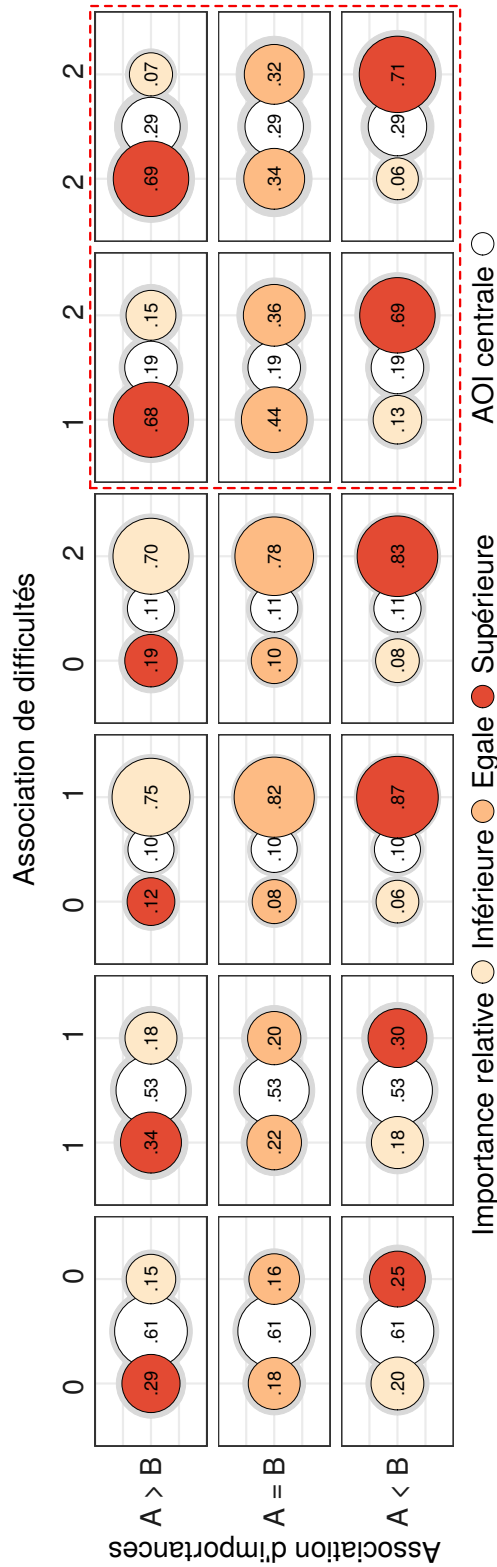 Association de difficultés
0 0 1 1 0 1 0 2 1 2 2 2
Association d'importances
A > B
.29 .61 .15 .34 .53 .18 .12 .10 .75 .19 .11 .70 .68 .19 .15 .69 .29 .07
A = B
.18 .61 .16 .22 .53 .20 .08 .10 .82 .10 .11 .78 .44 .19 .36 .34 .29 .32
A < B
.20 .61 .25 .18 .53 .30 .06 .10 .87 .08 .11 .83 .13 .19 .69 .06 .29 .71
Importance relative Inférieure Egale Supérieure AOI centrale